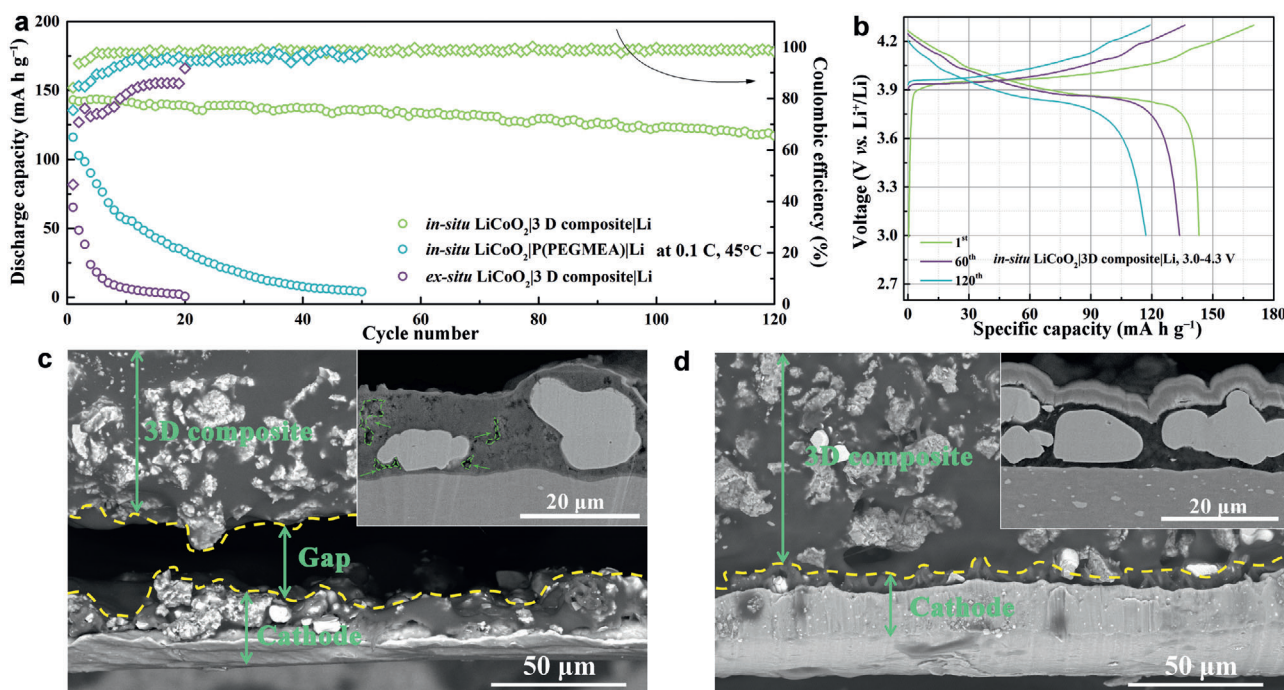 a
200
150
100
50
0
Discharge capacity (mA h g⁻¹)
100
80
60
40
20
0
Coulombic efficiency (%)
in-situ LiCoO₂|3 D composite|Li
in-situ LiCoO₂|P(PEGMEA)|Li at 0.1 C, 45°C
ex-situ LiCoO₂|3 D composite|Li
0 20 40 60 80 100 120
Cycle number
b
4.2
3.9
3.6
3.3
3.0
2.7
Voltage (V vs. Li⁺/Li)
1ˢᵗ
60ᵗʰ in-situ LiCoO₂|3D composite|Li, 3.0-4.3 V
120ᵗʰ
0 30 60 90 120 150 180
Specific capacity (mA h g⁻¹)
c
3D composite
20 μm
Gap
Cathode
50 μm
d
3D composite
20 μm
Cathode
50 μm